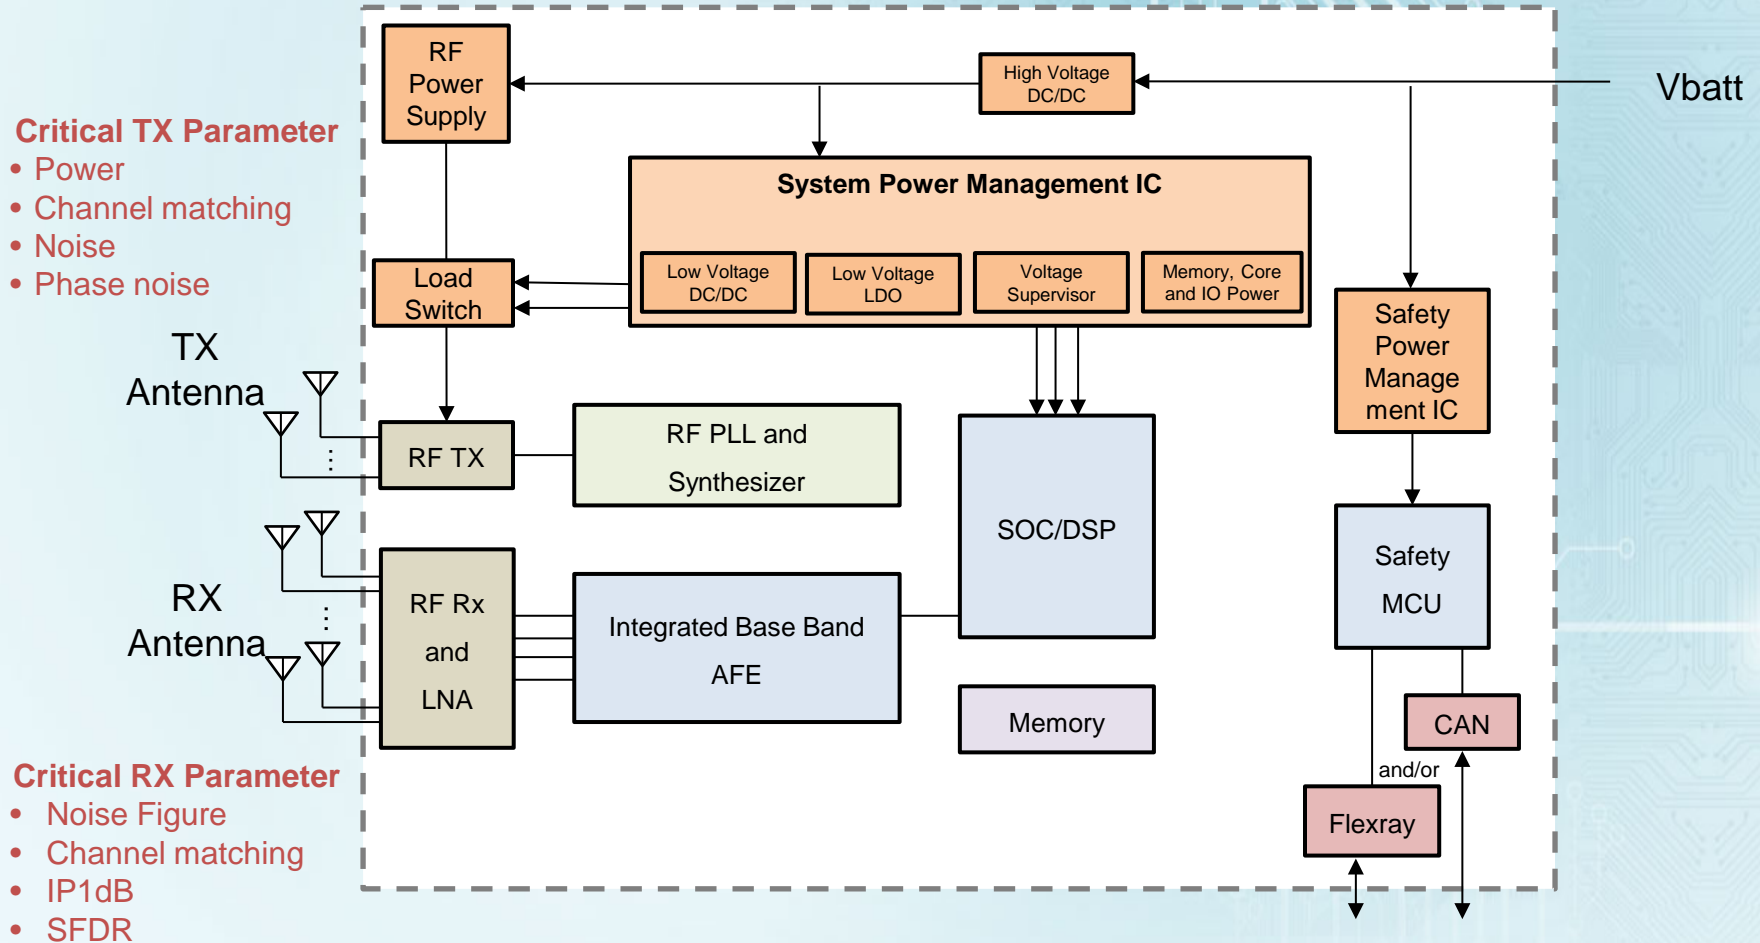 RF
Power
Supply
High Voltage
DC/DC
Vbatt
Critical TX Parameter
• Power
• Channel matching
• Noise
• Phase noise
System Power Management IC
Low Voltage
DC/DC
Low Voltage
LDO
Voltage
Supervisor
Memory, Core
and IO Power
Load
Switch
Safety
Power
Manage
ment IC
TX
Antenna
RF TX
RF PLL and
Synthesizer
SOC/DSP
Safety
MCU
RX
Antenna
RF Rx
and
LNA
Integrated Base Band
AFE
Memory
CAN
and/or
Flexray
Critical RX Parameter
• Noise Figure
• Channel matching
• IP1dB
• SFDR